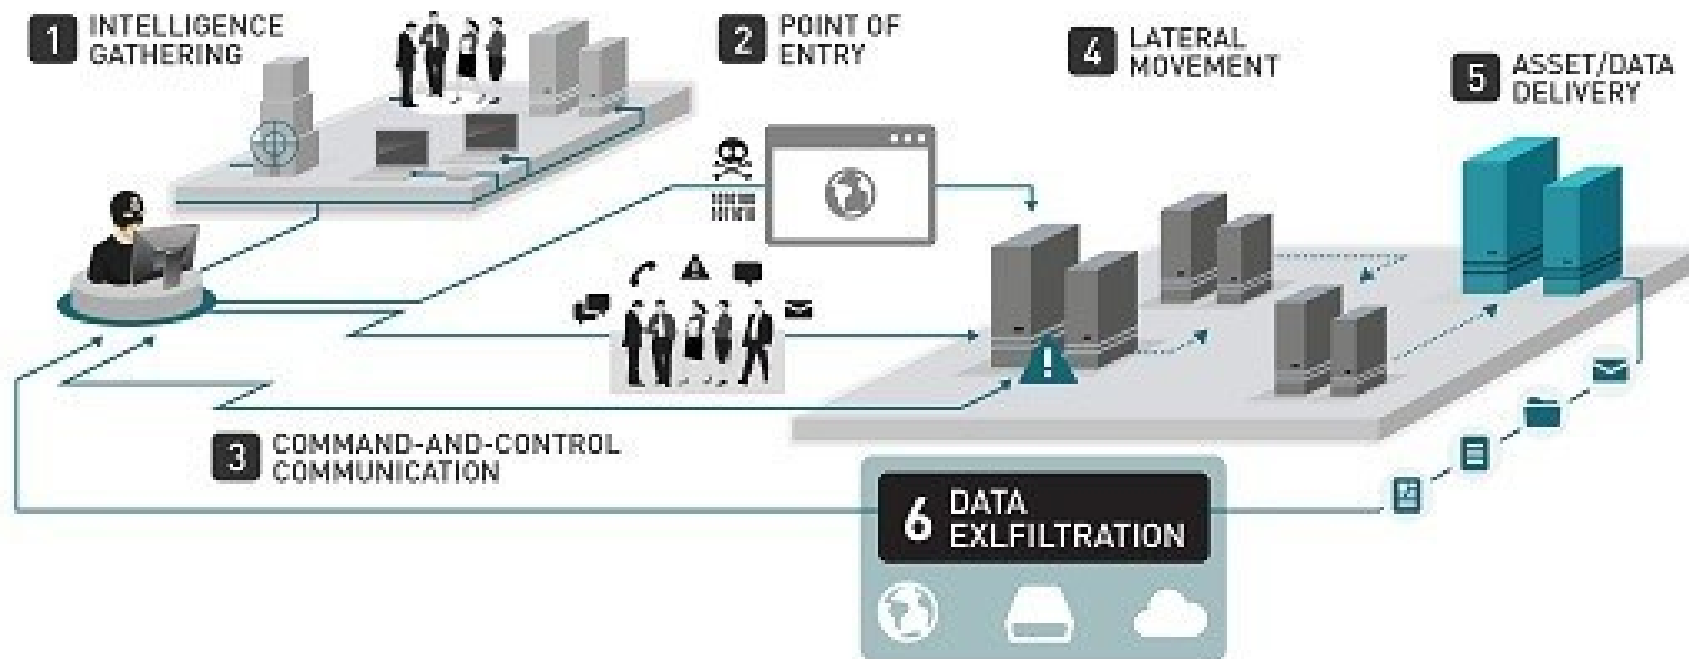 1 INTELLIGENCE
GATHERING
2 POINT OF
ENTRY
4 LATERAL
MOVEMENT
5 ASSET/DATA
DELIVERY
3 COMMAND-AND-CONTROL
COMMUNICATION
6 DATA
EXLFILTRATION